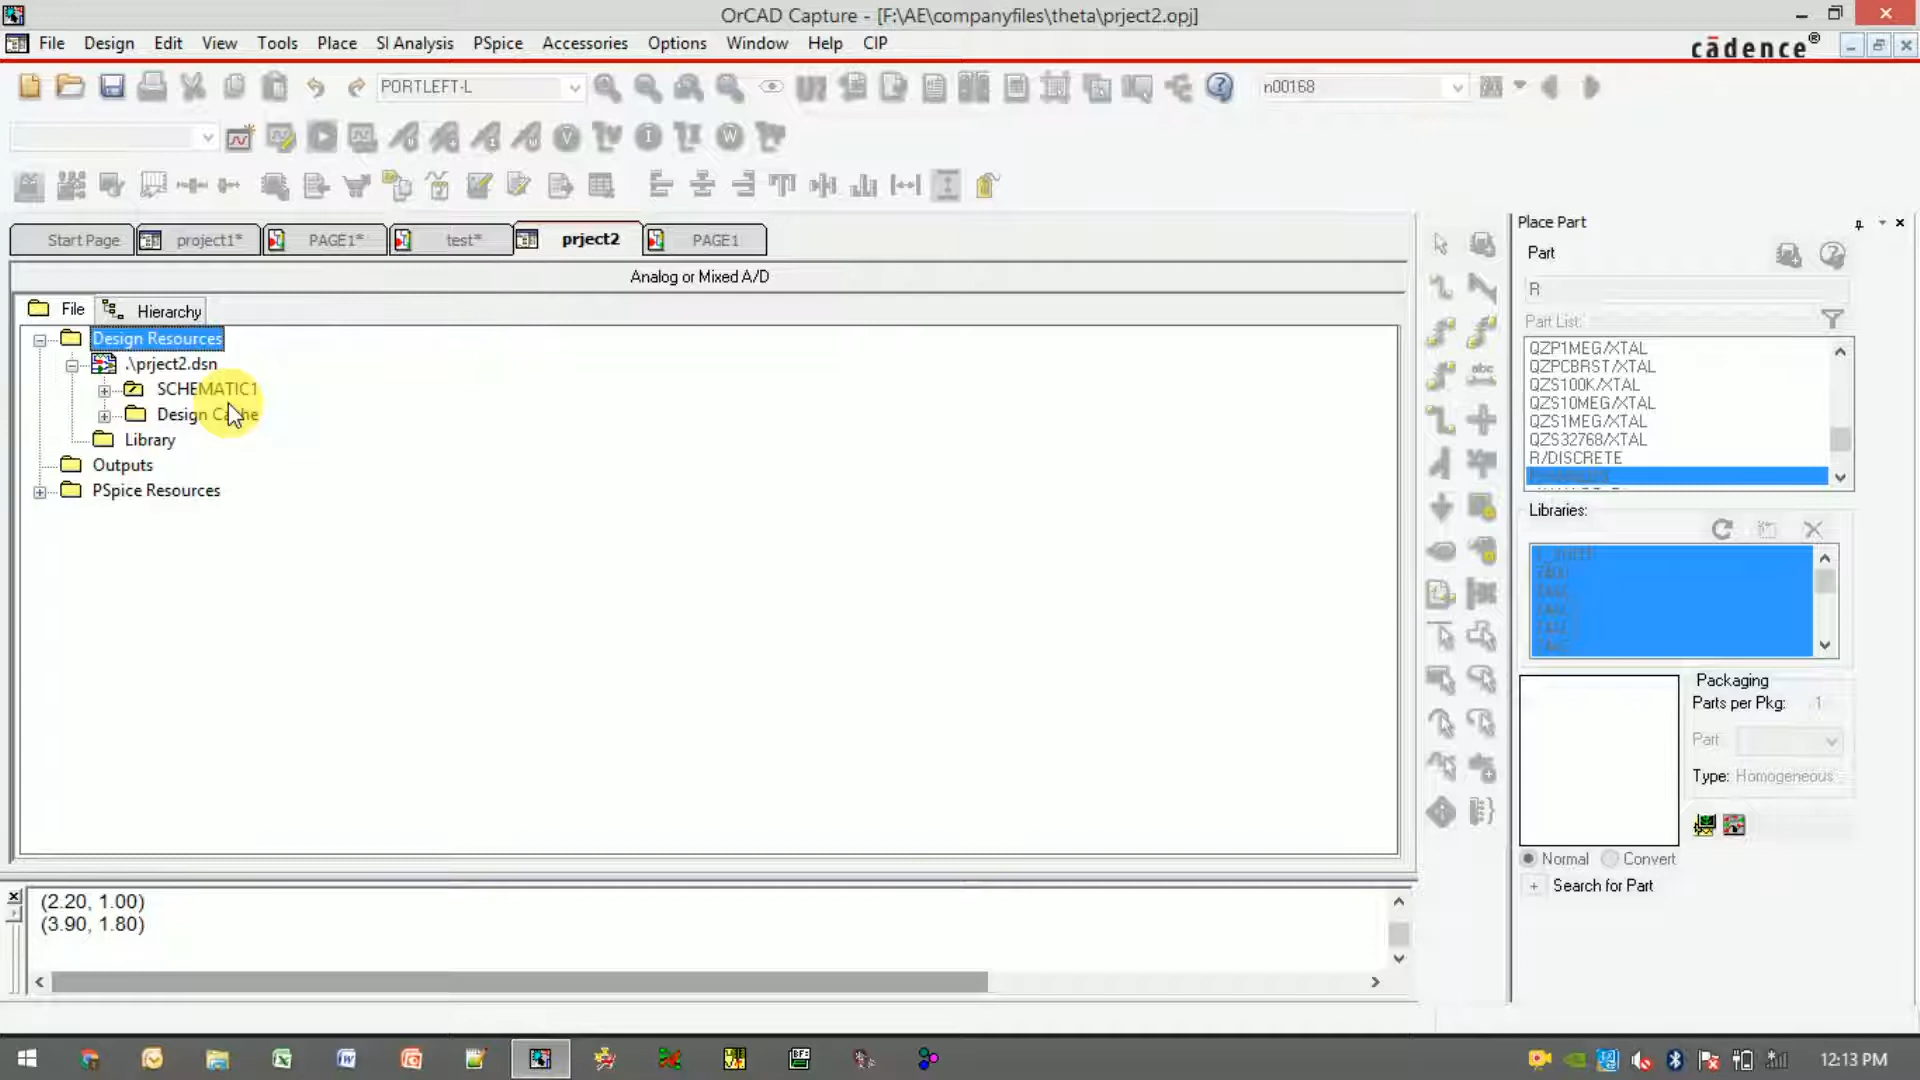 OrCAD Capture - [F:\AE\companyfiles\theta\prject2.opj]
File Design Edit View Tools Place SI Analysis PSpice Accessories Options Window Help CIP
cādence®
PORTLEFT-L
U?
n00168
V I W
Start Page project1* PAGE1* test* prject2 PAGE1
Analog or Mixed A/D
File Hierarchy
Design Resources
.\prject2.dsn
SCHEMATIC1
Design Cache
Library
Outputs
PSpice Resources
(2.20, 1.00)
(3.90, 1.80)
abc
Place Part
Part
R
Part List:
QZP1MEG/XTAL
QZPCBRST/XTAL
QZS100K/XTAL
QZS10MEG/XTAL
QZS1MEG/XTAL
QZS32768/XTAL
R/DISCRETE
Libraries:
Packaging
Parts per Pkg: 1
Part
Type: Homogeneous
Normal Convert
+ Search for Part
12:13 PM